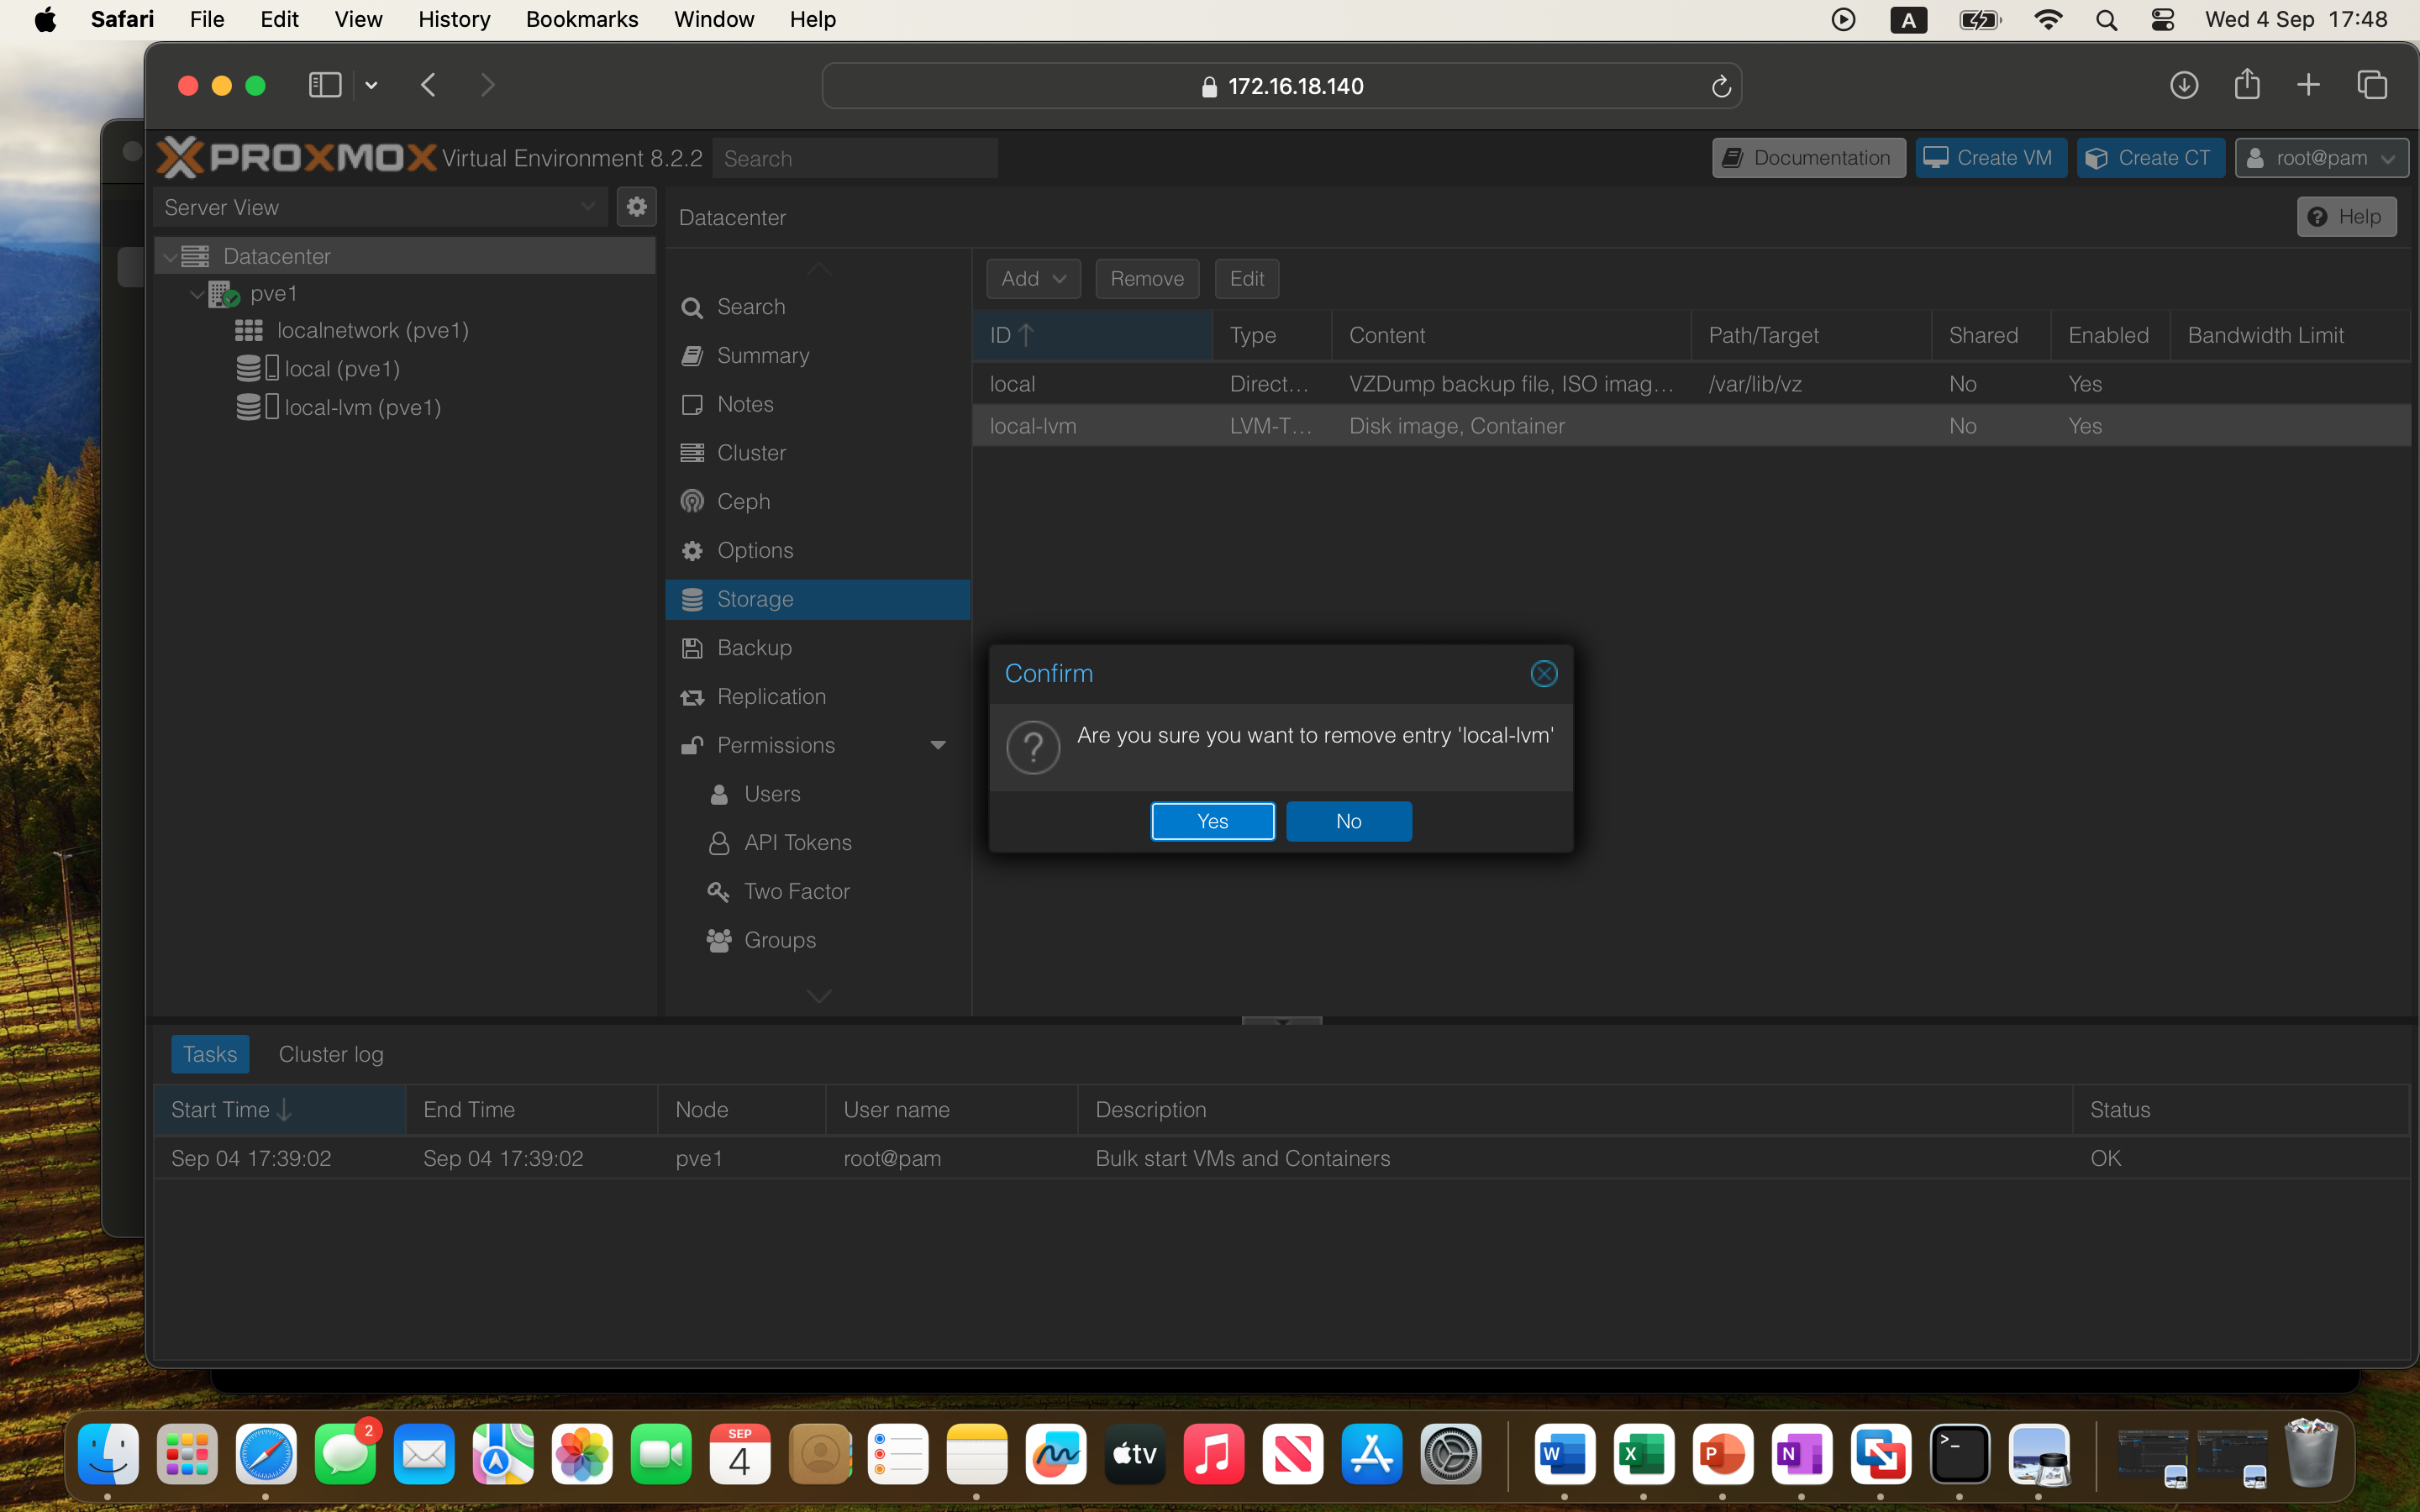 Safari File Edit View History Bookmarks Window Help A Wed 4 Sep 17:48
172.16.18.140
PROXMOX Virtual Environment 8.2.2 Search Documentation Create VM Create CT root@pam
Server View
Datacenter
Help
Datacenter
pve1
localnetwork (pve1)
local (pve1)
local-lvm (pve1)
Search
Summary
Notes
Cluster
Ceph
Options
Storage
Backup
Replication
Permissions
Users
API Tokens
Two Factor
Groups
Add Remove Edit
ID Type Content Path/Target Shared Enabled Bandwidth Limit
local Direct... VZDump backup file, ISO imag... /var/lib/vz No Yes
local-lvm LVM-T... Disk image, Container No Yes
Confirm
Are you sure you want to remove entry 'local-lvm'
Yes No
Tasks Cluster log
Start Time End Time Node User name Description Status
Sep 04 17:39:02 Sep 04 17:39:02 pve1 root@pam Bulk start VMs and Containers OK
2
SEP
4
tv
W
X
P
N
>_